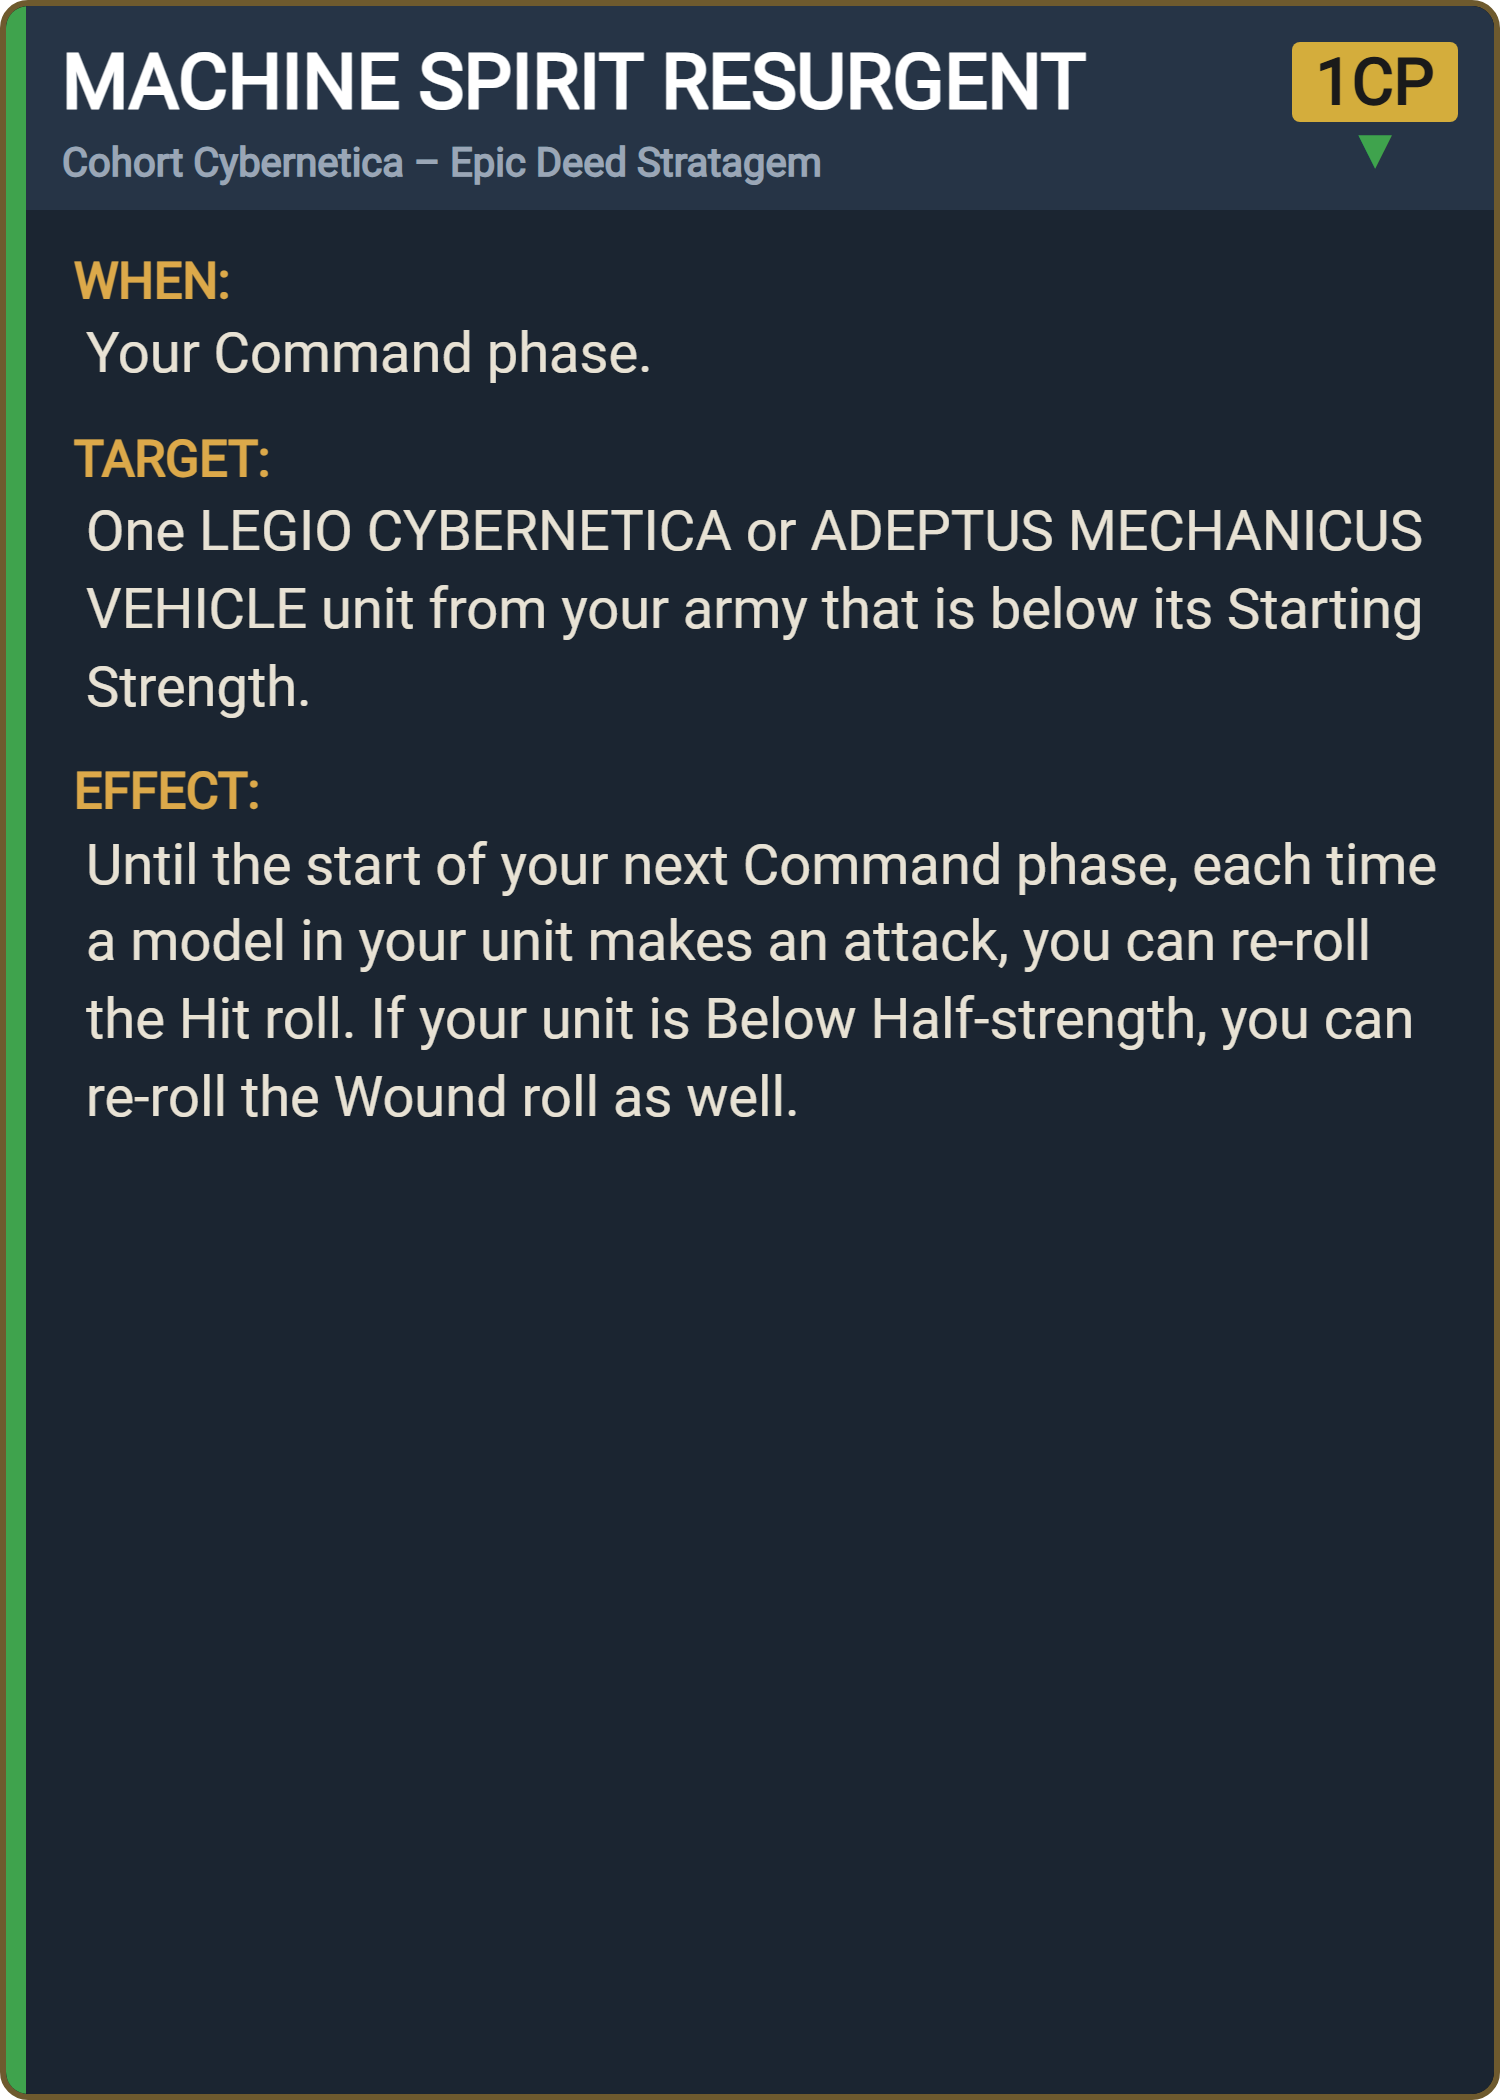 MACHINE SPIRIT RESURGENT
1CP
Cohort Cybernetica – Epic Deed Stratagem
WHEN:
Your Command phase.
TARGET:
One LEGIO CYBERNETICA or ADEPTUS MECHANICUS
VEHICLE unit from your army that is below its Starting
Strength.
EFFECT:
Until the start of your next Command phase, each time
a model in your unit makes an attack, you can re-roll
the Hit roll. If your unit is Below Half-strength, you can
re-roll the Wound roll as well.